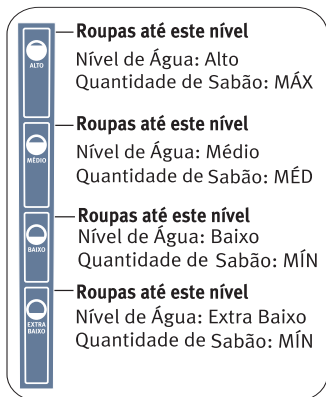 Roupas até este nível
ALTO
Nível de Água: Alto
Quantidade de Sabão: MÁX
Roupas até este nível
MÉDIO
Nível de Água: Médio
Quantidade de Sabão: MÉD
Roupas até este nível
BAIXO
Nível de Água: Baixo
Quantidade de Sabão: MÍN
Roupas até este nível
EXTRA
BAIXO
Nível de Água: Extra Baixo
Quantidade de Sabão: MÍN